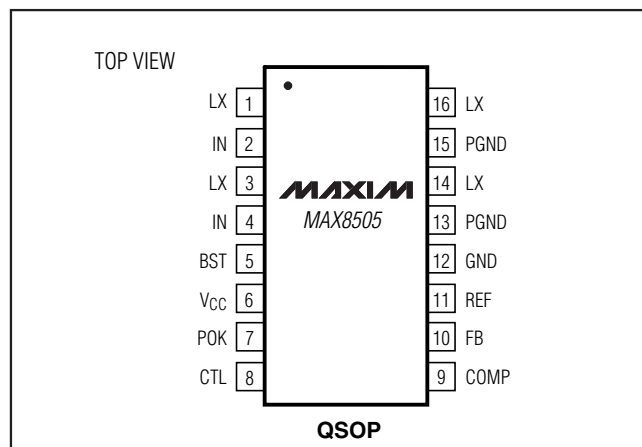 TOP VIEW
LX 1 16 LX
IN 2 15 PGND
LX 3 14 LX
MAXIM
IN 4 13 PGND
MAX8505
BST 5 12 GND
VCC 6 11 REF
POK 7 10 FB
CTL 8 9 COMP
QSOP